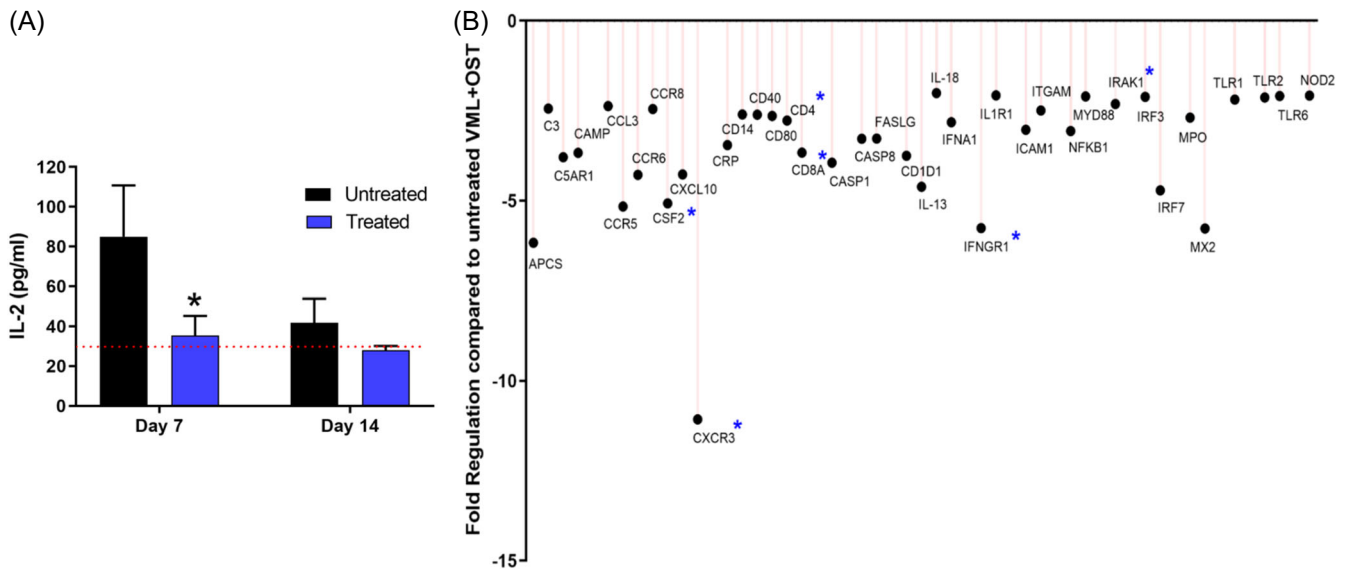 (A)
(B)
IL-2 (pg/ml)
120
100
80
60
40
20
0
Untreated
Treated
*
Day 7
Day 14
Fold Regulation compared to untreated VML+OST
0
-5
-10
-15
APCS
C3
C5AR1
CAMP
CCL3
CCR5
CCR6
CCR8
CSF2
*
CXCL10
CXCR3
*
CRP
CD14
CD40
CD80
CD4
*
CD8A
*
CASP1
CASP8
FASLG
CD1D1
IL-13
IL-18
IFNA1
IFNGR1
*
IL1R1
ICAM1
ITGAM
NFKB1
MYD88
IRAK1
*
IRF3
IRF7
MPO
MX2
TLR1
TLR2
TLR6
NOD2